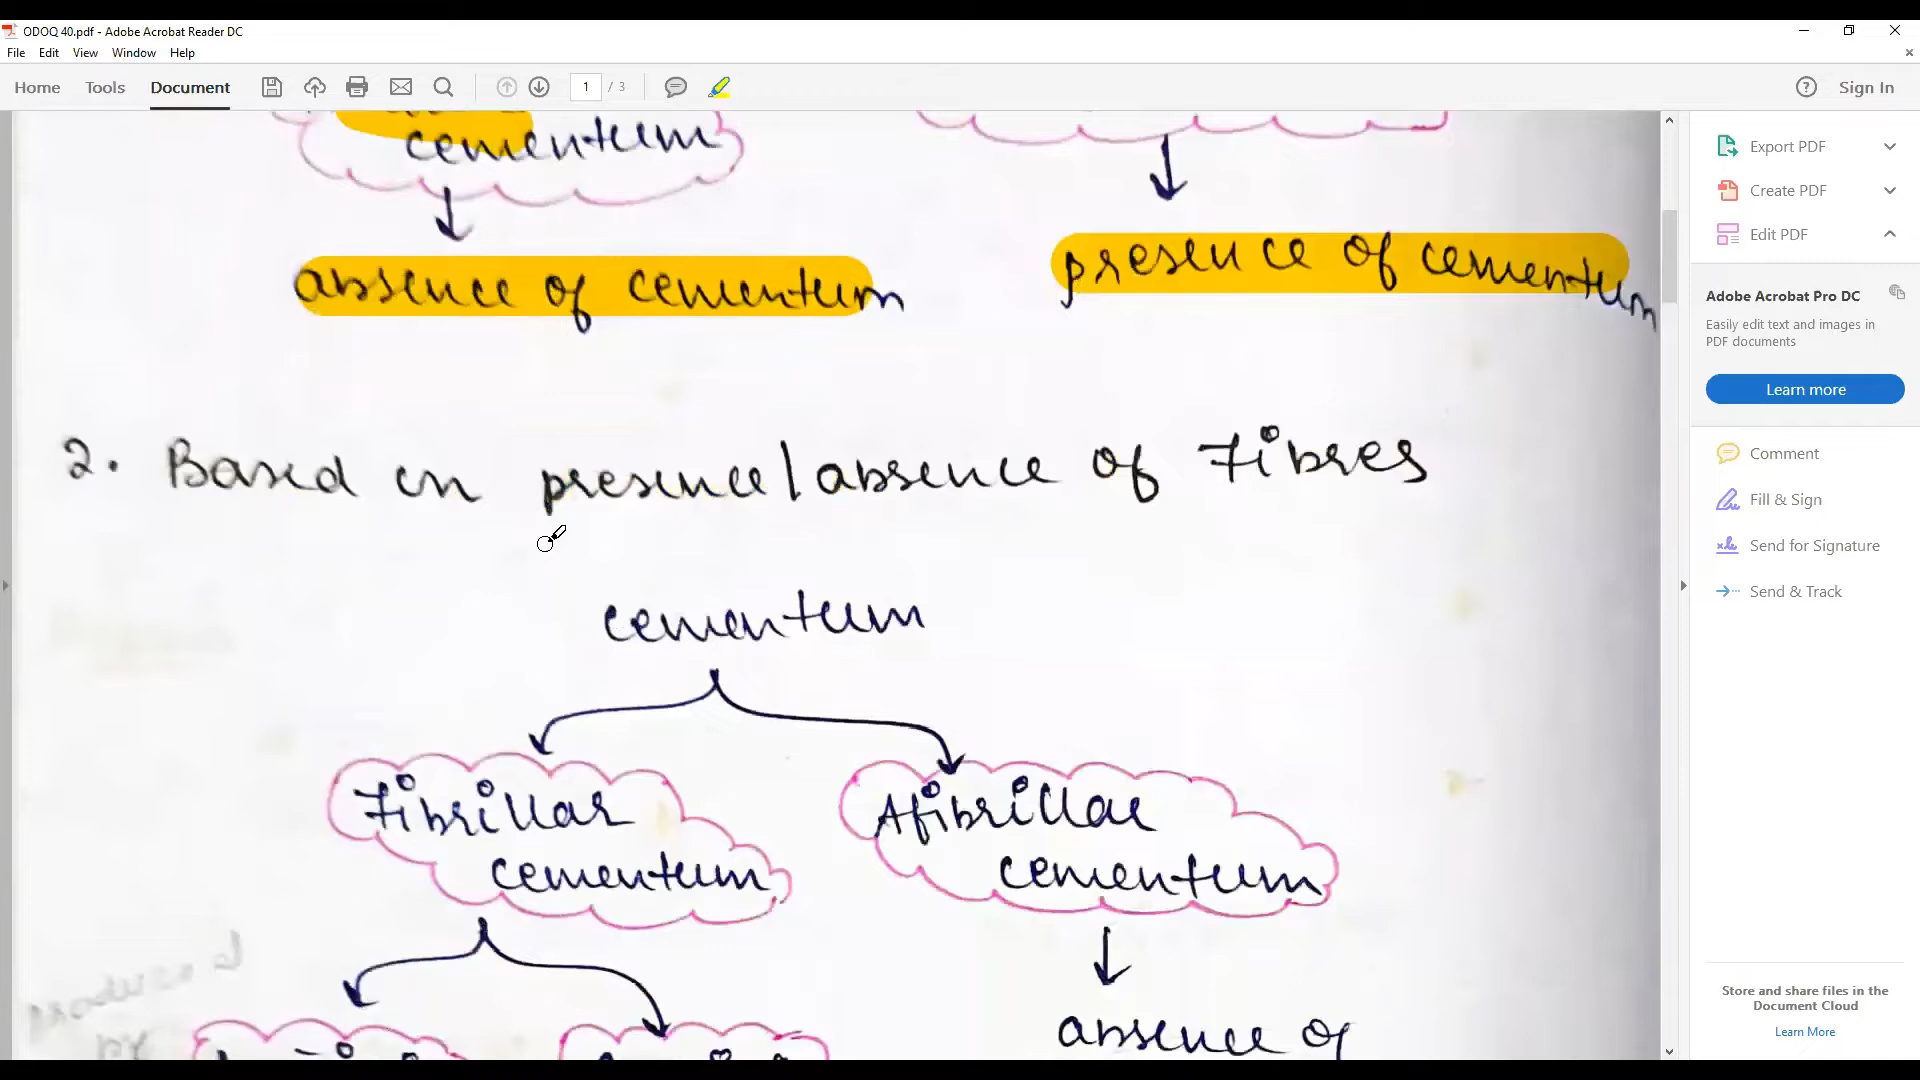 ODOQ 40.pdf - Adobe Acrobat Reader DC
File Edit View Window Help
Home Tools Document 1 / 3 Sign In
cementum
absence of cementum
presence of cementum
2. Based on presence/absence of Fibres
cementum
Fibrillar
cementum
Afibrillar
cementum
absence of
Export PDF
Create PDF
Edit PDF
Adobe Acrobat Pro DC
Easily edit text and images in
PDF documents
Learn more
Comment
Fill & Sign
Send for Signature
Send & Track
Store and share files in the
Document Cloud
Learn More